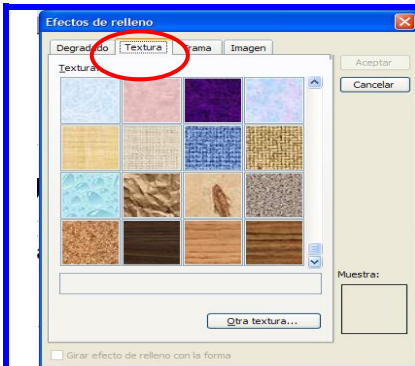 Efectos de relleno
Degradado Textura Trama Imagen
Textura:
Aceptar
Cancelar
Muestra:
Otra textura...
Girar efecto de relleno con la forma